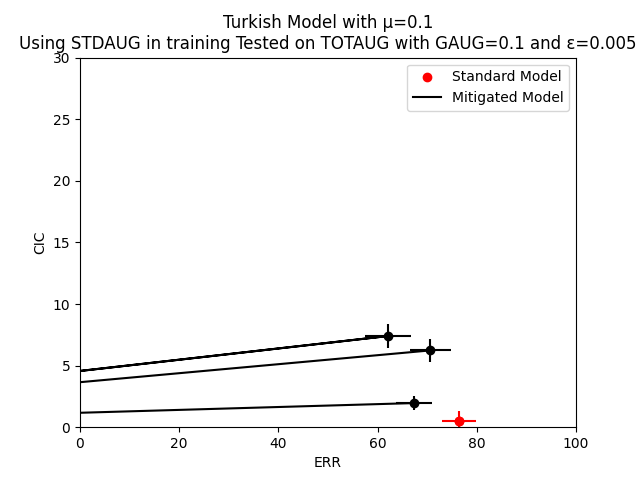 Turkish Model with μ=0.1
Using STDAUG in training Tested on TOTAUG with GAUG=0.1 and ε=0.005
Standard Model
Mitigated Model
30
25
20
15
10
5
0
CIC
0 20 40 60 80 100
ERR